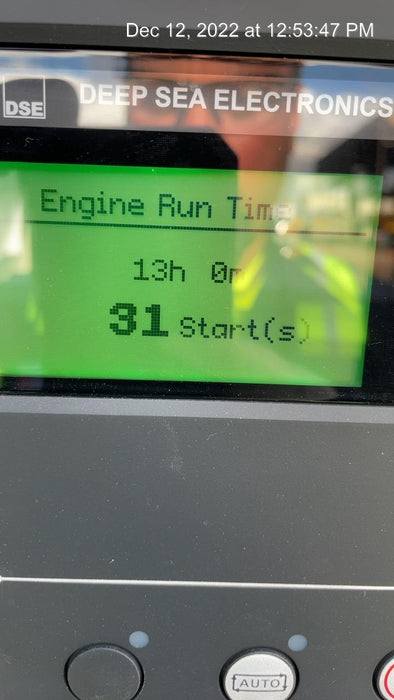 Dec 12, 2022 at 12:53:47 PM
DSE DEEP SEA ELECTRONICS
Engine Run Time
13h 0m
31 Start(s)
AUTO